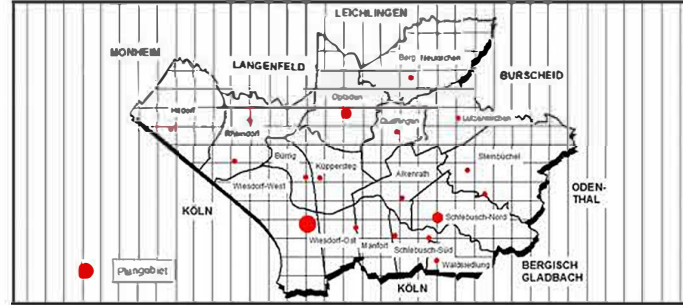 LEICHLINGEN
MONHEIM
LANGENFELD
Berg Neukirchen
BURSCHEID
Hitdorf
Opladen
Rheindorf
Quettingen
Lützenkirchen
Bürrig
Küppersteg
Steinbüchel
Alkenrath
Wiesdorf-West
ODEN-
THAL
KÖLN
Schlebusch-Nord
Wiesdorf-Ost
Manfort
Schlebusch-Süd
Waldsiedlung
BERGISCH
GLADBACH
Plangebiet
KÖLN